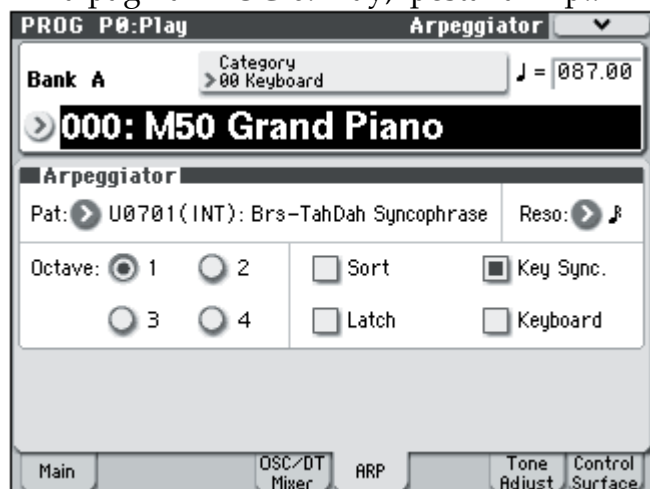 PROG P0:Play Arpeggiator
Bank A Category 00 Keyboard ♩ = 087.00
000: M50 Grand Piano
Arpeggiator
Pat: U0701(INT): Brs-TahDah Syncophrase Reso: ♪
Octave: 1 2 Sort Key Sync.
3 4 Latch Keyboard
Main OSC/DT Mixer ARP Tone Adjust Control Surface